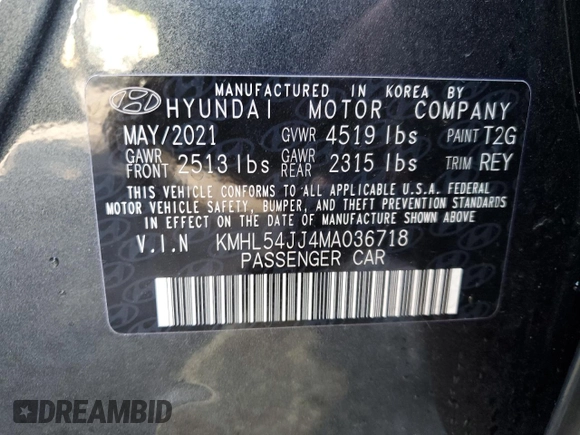 MANUFACTURED IN KOREA BY
HYUNDAI MOTOR COMPANY
MAY/2021 GVWR 4519 lbs PAINT T2G
GAWR FRONT 2513 lbs GAWR REAR 2315 lbs TRIM REY
THIS VEHICLE CONFORMS TO ALL APPLICABLE U.S.A. FEDERAL
MOTOR VEHICLE SAFETY, BUMPER, AND THEFT PREVENTION STANDARDS
IN EFFECT ON THE DATE OF MANUFACTURE SHOWN ABOVE.
V.I.N KMHL54JJ4MA036718
PASSENGER CAR
DREAMBID